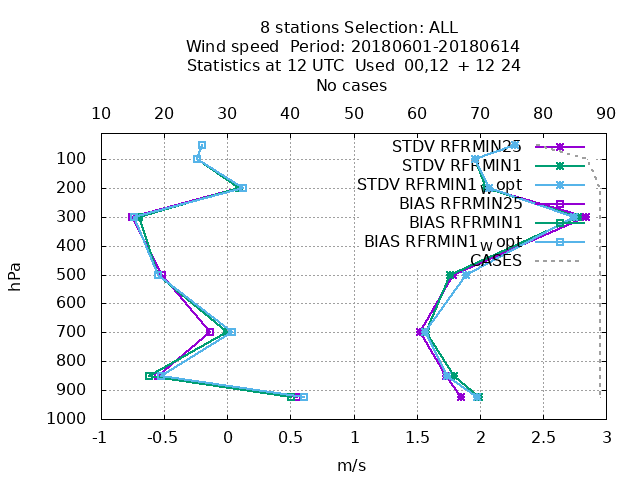 8 stations Selection: ALL
Wind speed  Period: 20180601-20180614
Statistics at 12 UTC  Used  00,12  + 12 24
No cases
10 20 30 40 50 60 70 80 90
STDV RFRMIN25
STDV RFRMIN1
STDV RFRMIN1w opt
BIAS RFRMIN25
BIAS RFRMIN1
BIAS RFRMIN1w opt
CASES
hPa
100
200
300
400
500
600
700
800
900
1000
-1 -0.5 0 0.5 1 1.5 2 2.5 3
m/s